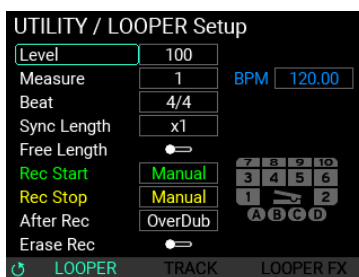 UTILITY / LOOPER Setup
Level 100
Measure 1 BPM 120.00
Beat 4/4
Sync Length x1
Free Length
Rec Start Manual
Rec Stop Manual
After Rec OverDub
Erase Rec
7 8 9 10
3 4 5 6
1 2
A B C D
LOOPER TRACK LOOPER FX